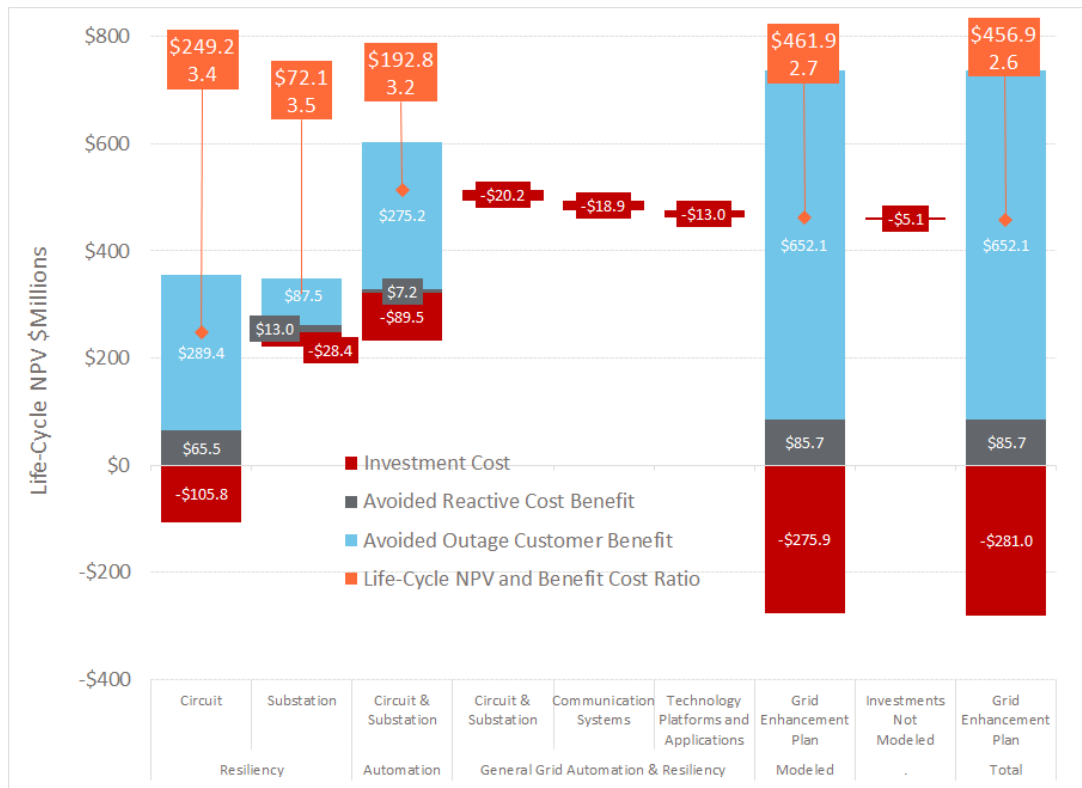 $249.2
3.4
$72.1
3.5
$192.8
3.2
$461.9
2.7
$456.9
2.6
$800
$600
$400
$200
$0
-$200
-$400
Life-Cycle NPV $Millions
$289.4
$65.5
-$105.8
$87.5
$13.0
-$28.4
$275.2
$7.2
-$89.5
-$20.2
-$18.9
-$13.0
$652.1
$85.7
-$275.9
-$5.1
$652.1
$85.7
-$281.0
Investment Cost
Avoided Reactive Cost Benefit
Avoided Outage Customer Benefit
Life-Cycle NPV and Benefit Cost Ratio
Circuit
Substation
Circuit &
Substation
Circuit &
Substation
Communication
Systems
Technology
Platforms and
Applications
Grid
Enhancement
Plan
Investments
Not
Modeled
Grid
Enhancement
Plan
Resiliency
Automation
General Grid Automation & Resiliency
Modeled
.
Total